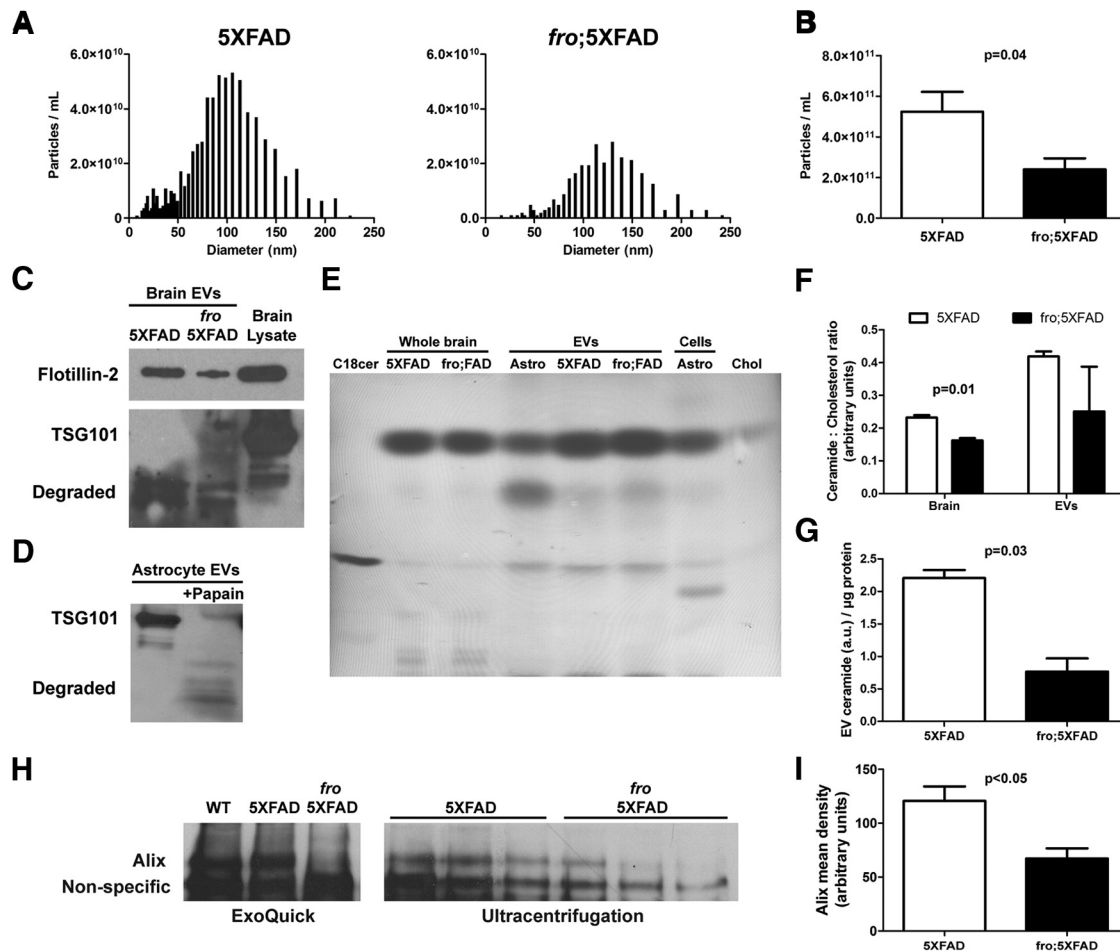 A
5XFAD
fro;5XFAD
Particles / mL
6.0×10¹⁰
4.0×10¹⁰
2.0×10¹⁰
0
0 50 100 150 200 250
Diameter (nm)
6.0×10¹⁰
4.0×10¹⁰
2.0×10¹⁰
0.0
0 50 100 150 200 250
Diameter (nm)
B
p=0.04
Particles / mL
8.0×10¹¹
6.0×10¹¹
4.0×10¹¹
2.0×10¹¹
0.0
5XFAD fro;5XFAD
C
Brain EVs
5XFAD
fro
5XFAD
Brain
Lysate
Flotillin-2
TSG101
Degraded
D
Astrocyte EVs
+Papain
TSG101
Degraded
E
Whole brain EVs Cells
C18cer 5XFAD fro;FAD Astro 5XFAD fro;FAD Astro Chol
F
5XFAD fro;5XFAD
Ceramide : Cholesterol ratio
(arbitrary units)
0.5
0.4
0.3
0.2
0.1
0.0
p=0.01
Brain EVs
G
p=0.03
EV ceramide (a.u.) / µg protein
2.5
2.0
1.5
1.0
0.5
0.0
5XFAD fro;5XFAD
H
WT 5XFAD
fro
5XFAD
5XFAD
fro
5XFAD
Alix
Non-specific
ExoQuick Ultracentrifugation
I
p<0.05
Alix mean density
(arbitrary units)
150
100
50
0
5XFAD fro;5XFAD